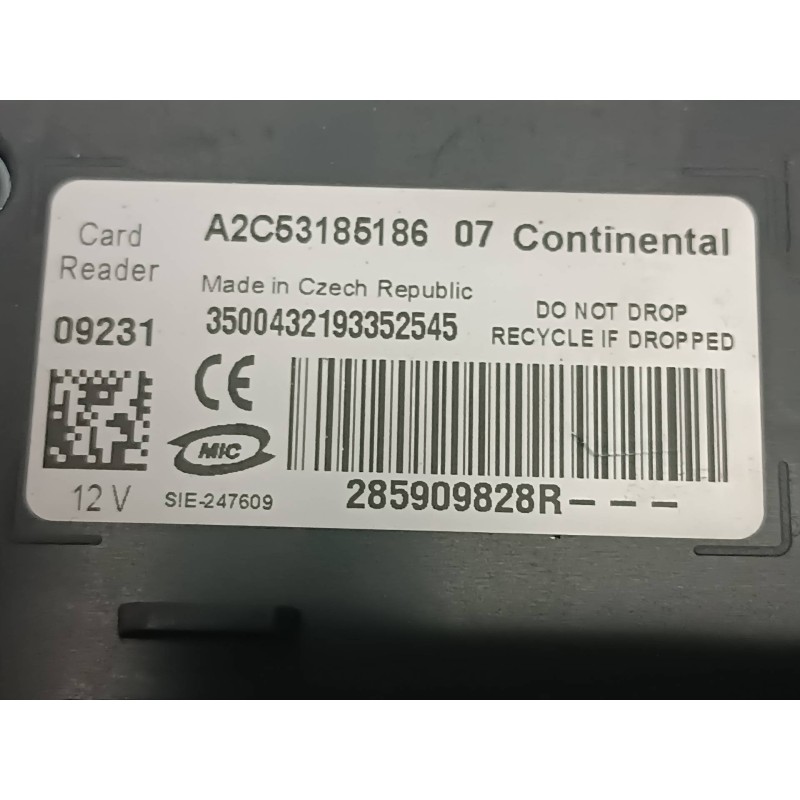 Card Reader
A2C53185186 07 Continental
Made in Czech Republic
09231
3500432193352545
DO NOT DROP
RECYCLE IF DROPPED
CE
MIC
12 V
SIE-247609
285909828R---